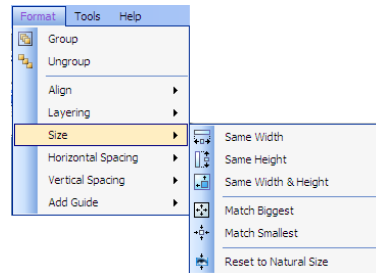 Format Tools Help
Group
Ungroup
Align
Layering
Size
Horizontal Spacing
Vertical Spacing
Add Guide
Same Width
Same Height
Same Width & Height
Match Biggest
Match Smallest
Reset to Natural Size